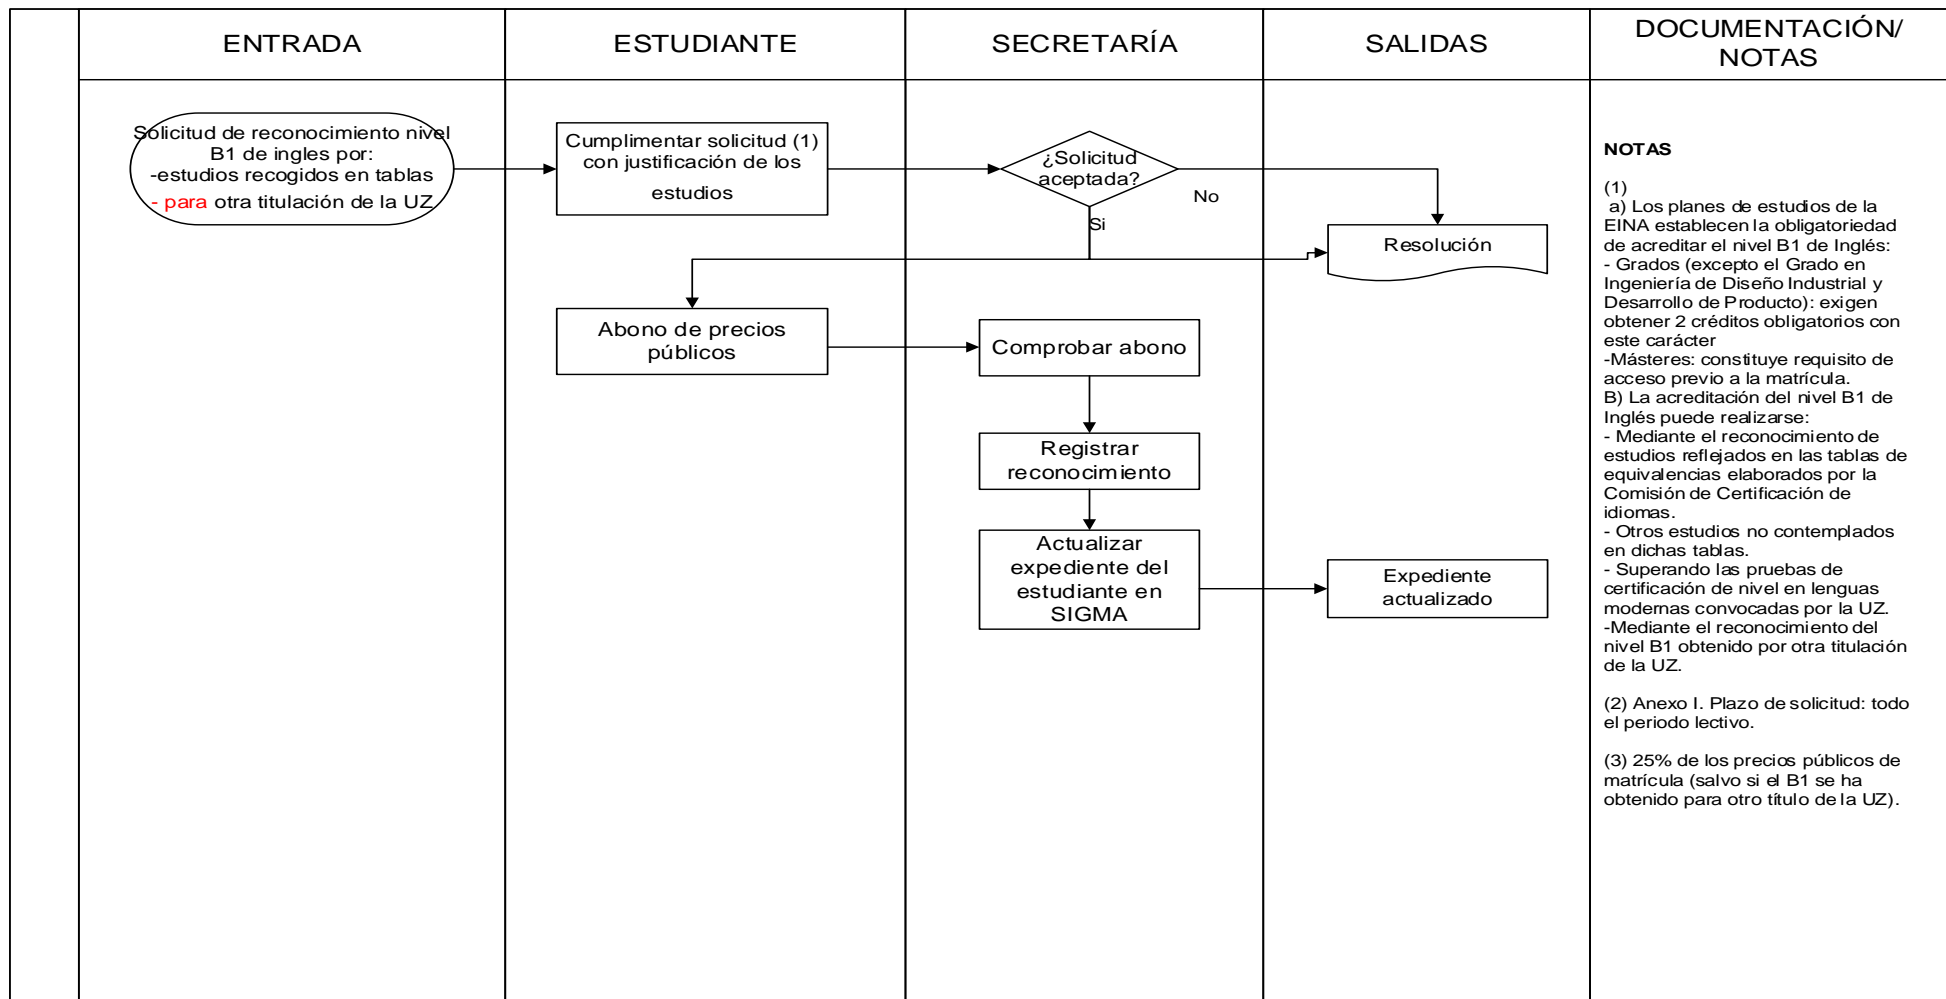 ENTRADA
ESTUDIANTE
SECRETARÍA
SALIDAS
DOCUMENTACIÓN/
NOTAS
Solicitud de reconocimiento nivel
B1 de ingles por:
-estudios recogidos en tablas
- para otra titulación de la UZ
Cumplimentar solicitud (1)
con justificación de los
estudios
¿Solicitud
aceptada?
No
Si
Resolución
Abono de precios
públicos
Comprobar abono
Registrar
reconocimiento
Actualizar
expediente del
estudiante en
SIGMA
Expediente
actualizado
NOTAS
(1)
a) Los planes de estudios de la
EINA establecen la obligatoriedad
de acreditar el nivel B1 de Inglés:
- Grados (excepto el Grado en
Ingeniería de Diseño Industrial y
Desarrollo de Producto): exigen
obtener 2 créditos obligatorios con
este carácter
-Másteres: constituye requisito de
acceso previo a la matrícula.
B) La acreditación del nivel B1 de
Inglés puede realizarse:
- Mediante el reconocimiento de
estudios reflejados en las tablas de
equivalencias elaborados por la
Comisión de Certificación de
idiomas.
- Otros estudios no contemplados
en dichas tablas.
- Superando las pruebas de
certificación de nivel en lenguas
modernas convocadas por la UZ.
-Mediante el reconocimiento del
nivel B1 obtenido por otra titulación
de la UZ.
(2) Anexo I. Plazo de solicitud: todo
el periodo lectivo.
(3) 25% de los precios públicos de
matrícula (salvo si el B1 se ha
obtenido para otro título de la UZ).